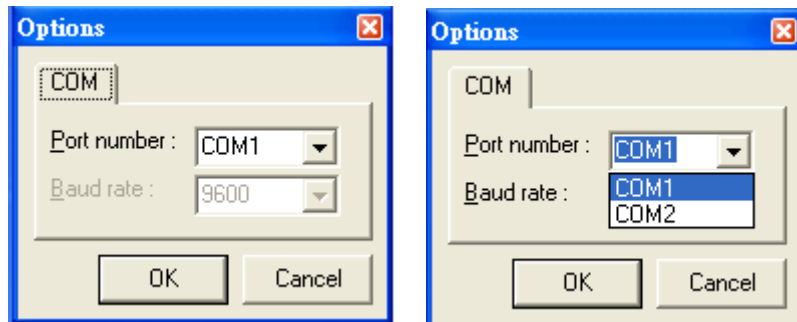 Options
COM
Port number :
COM1
Baud rate :
9600
OK
Cancel
Options
COM
Port number :
COM1
COM1
COM2
Baud rate :
OK
Cancel